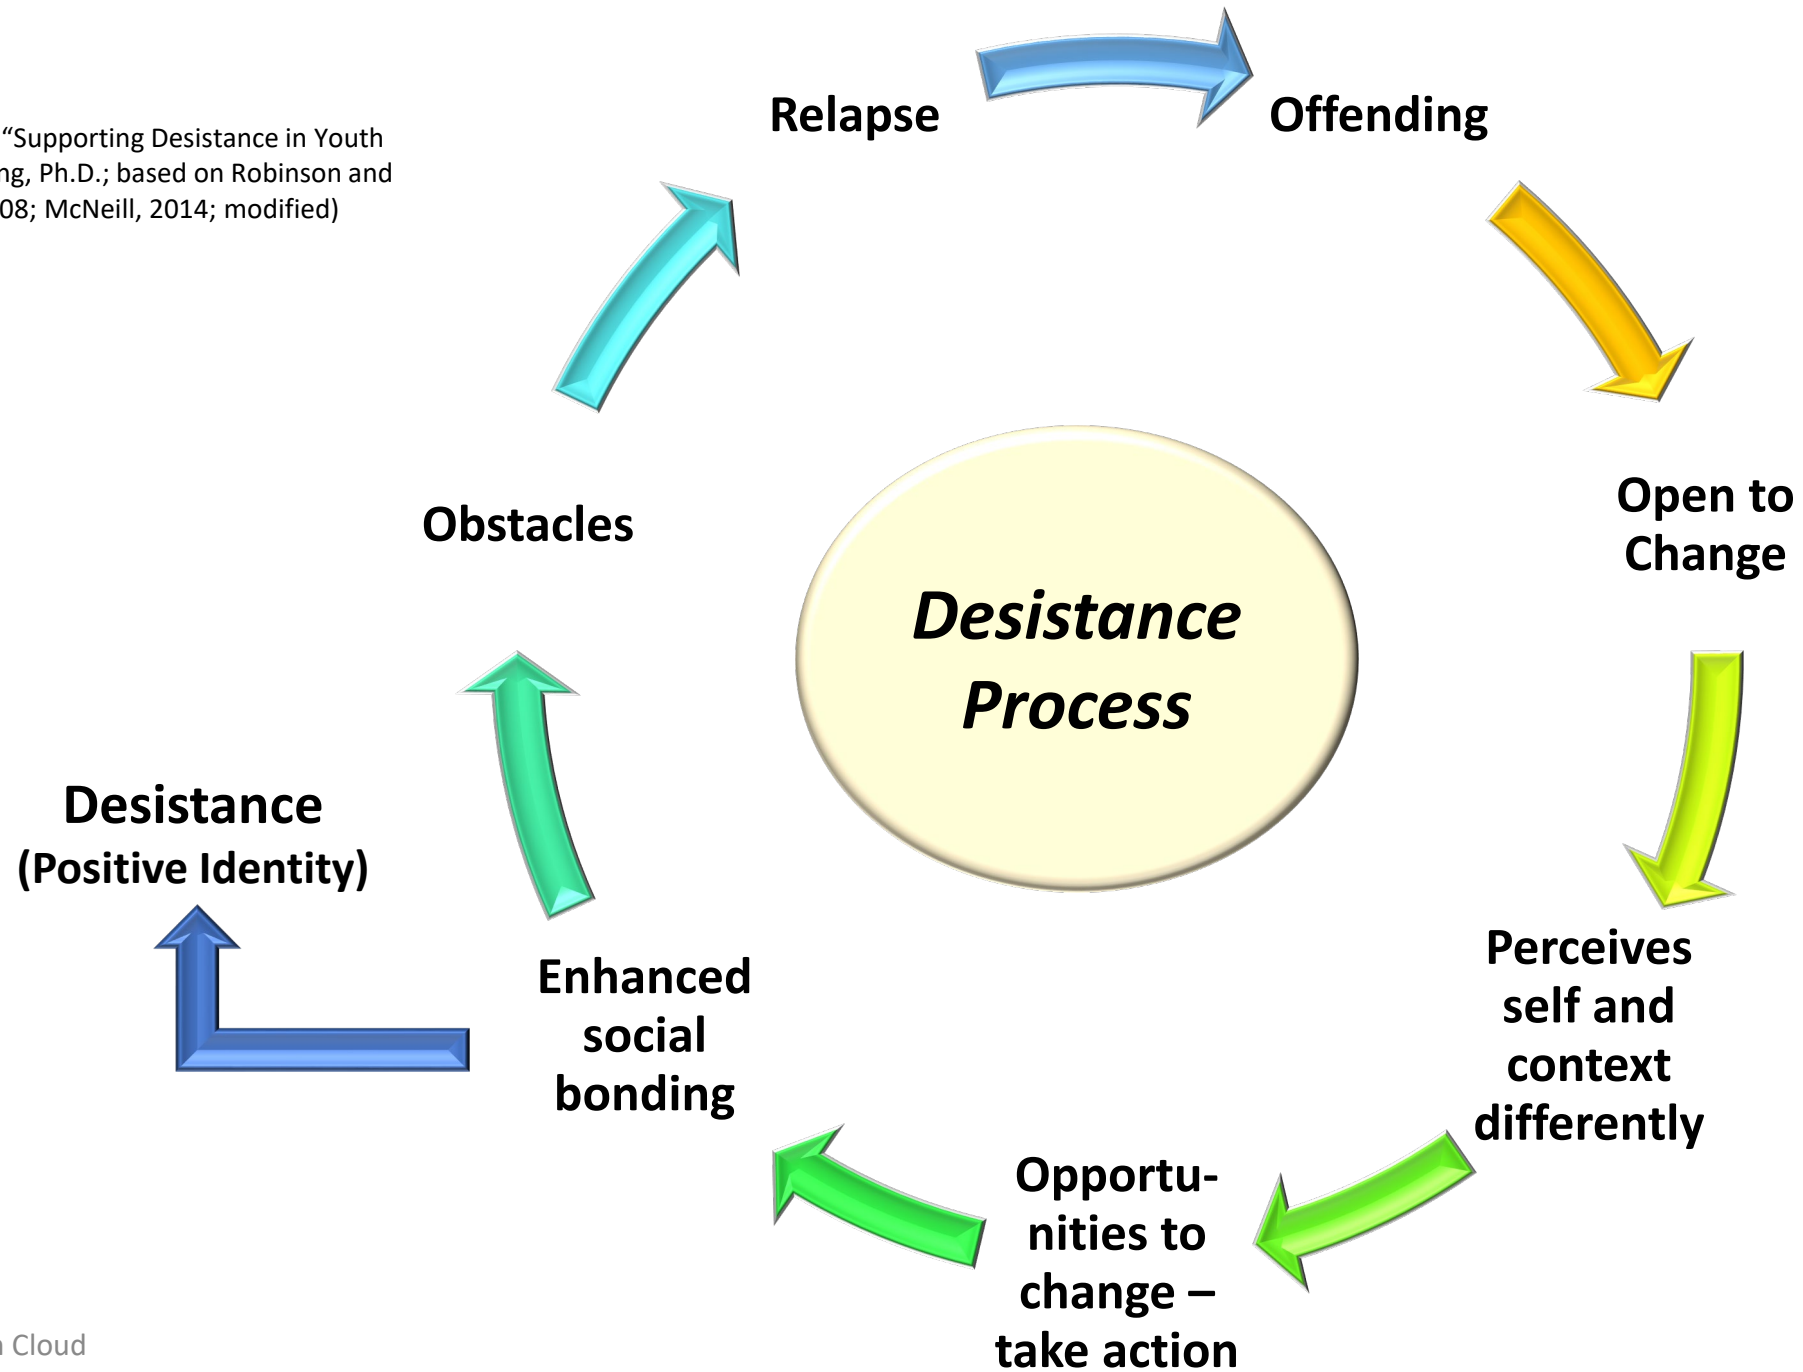 “Supporting Desistance in Youth
Ph.D.; based on Robinson and
McNeill, 2014; modified)
Relapse
Offending
Open to
Change
Perceives
self and
context
differently
Opportu-
nities to
change –
take action
Enhanced
social
bonding
Desistance
(Positive Identity)
Obstacles
Desistance
Process
Cloud